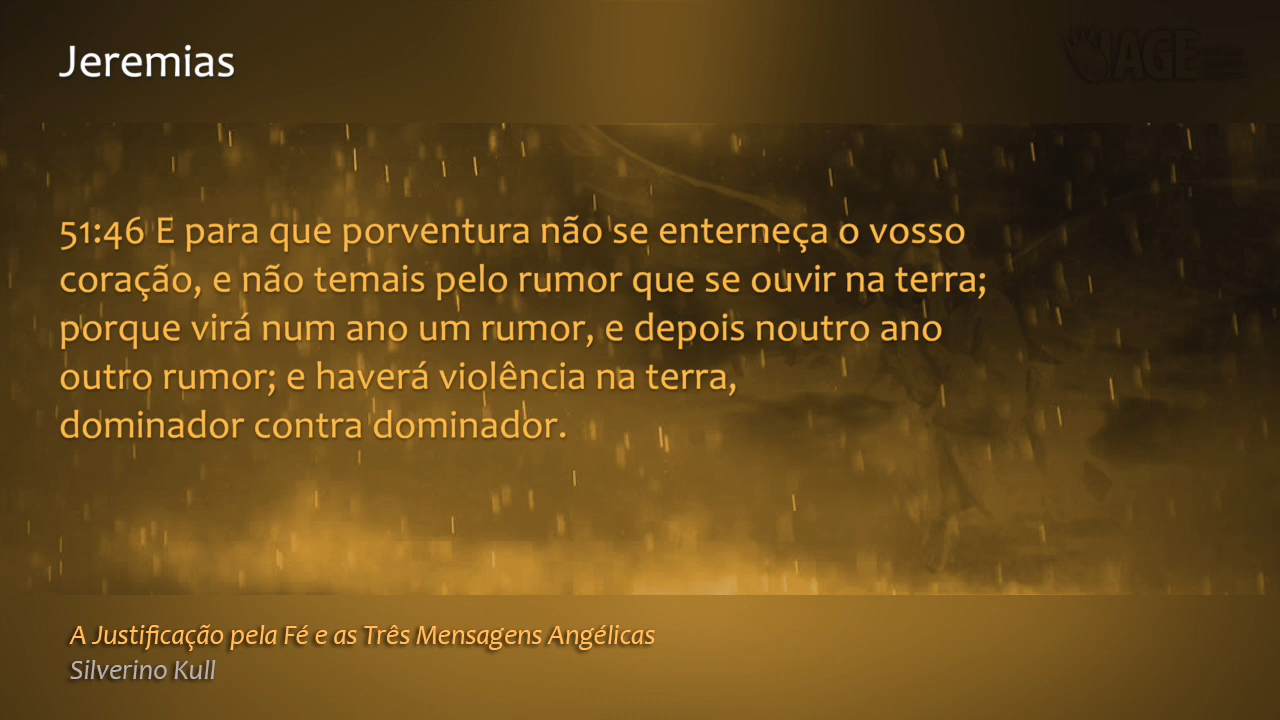 Jeremias
IAGE
51:46 E para que porventura não se enterneça o vosso
coração, e não temais pelo rumor que se ouvir na terra;
porque virá num ano um rumor, e depois noutro ano
outro rumor; e haverá violência na terra,
dominador contra dominador.
A Justificação pela Fé e as Três Mensagens Angélicas
Silverino Kull